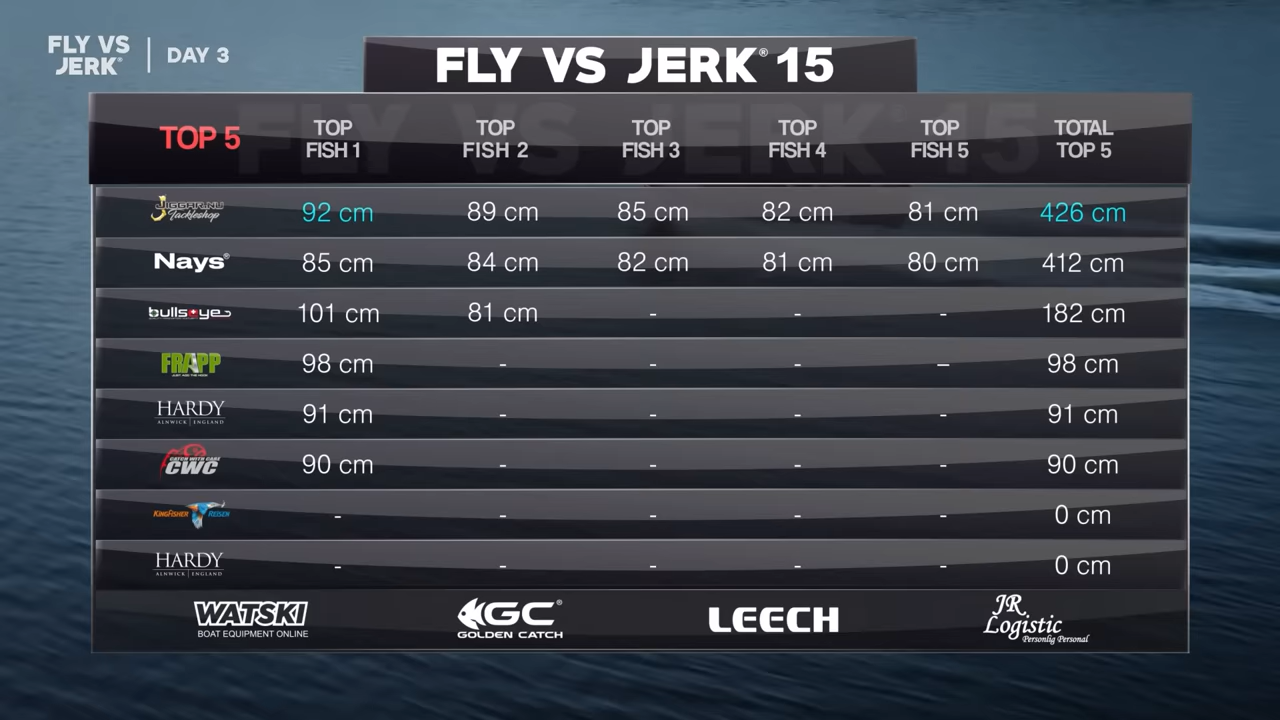 FLY VS JERK® | DAY 3
FLY VS JERK® 15
TOP 5 TOP FISH 1 TOP FISH 2 TOP FISH 3 TOP FISH 4 TOP FISH 5 TOTAL TOP 5
JIGGAR.NU Tackleshop 92 cm 89 cm 85 cm 82 cm 81 cm 426 cm
Nays® 85 cm 84 cm 82 cm 81 cm 80 cm 412 cm
bullseye 101 cm 81 cm - - - 182 cm
FRAPP 98 cm - - - – 98 cm
HARDY ALNWICK | ENGLAND 91 cm - - - - 91 cm
CATCH WITH CARE CWC 90 cm - - - - 90 cm
KINGFISHER REISEN - - - - - 0 cm
HARDY ALNWICK | ENGLAND - - - - - 0 cm
WATSKI BOAT EQUIPMENT ONLINE GC® GOLDEN CATCH LEECH JR Logistic Personlig Personal